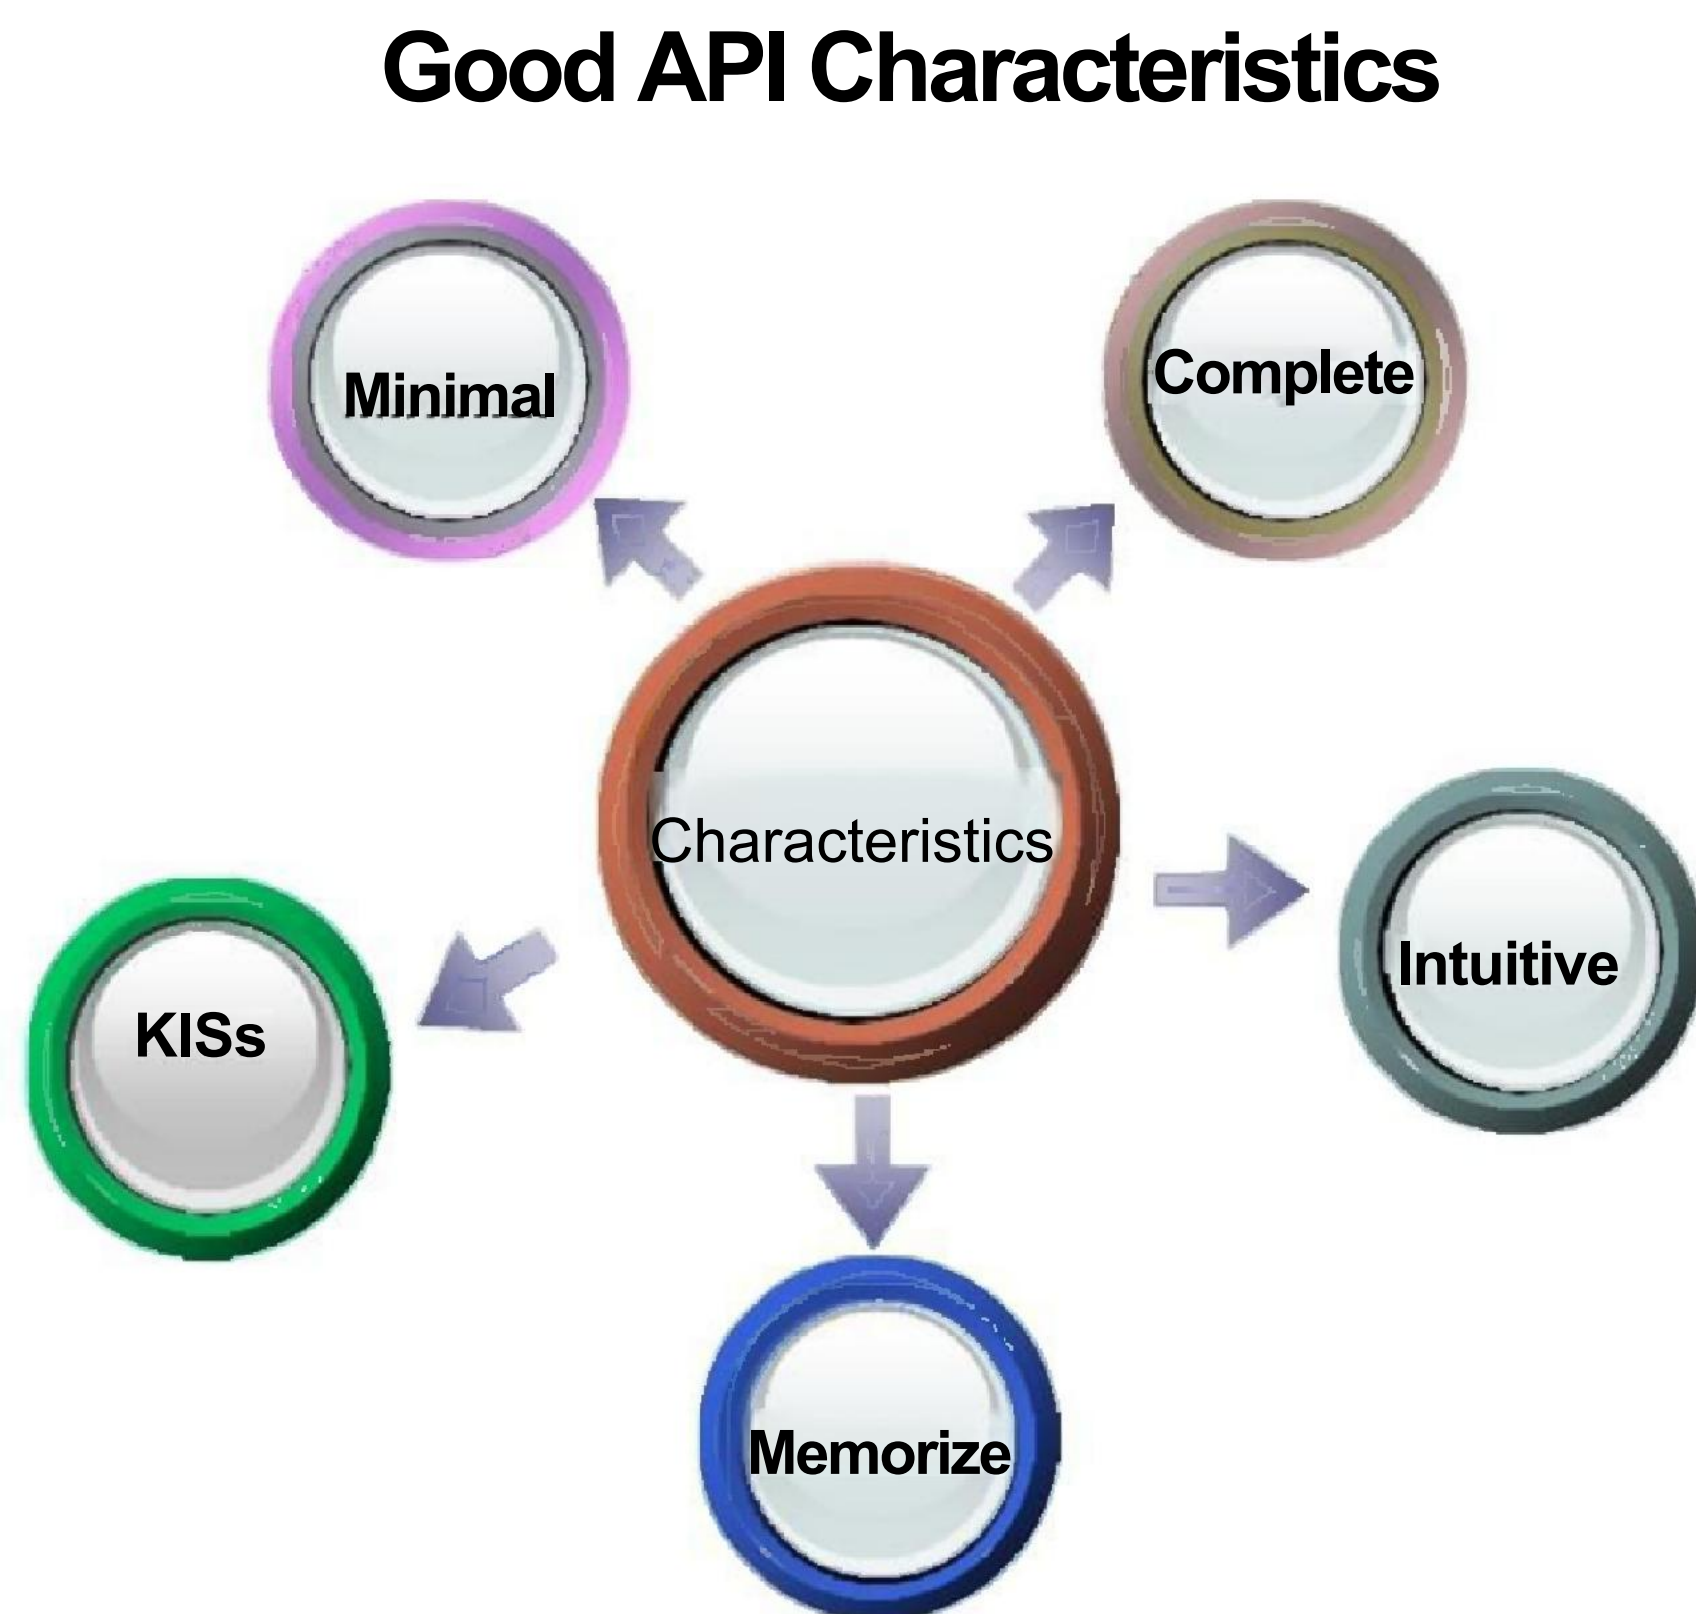 Good API Characteristics
Minimal
Complete
Characteristics
Intuitive
KISs
Memorize